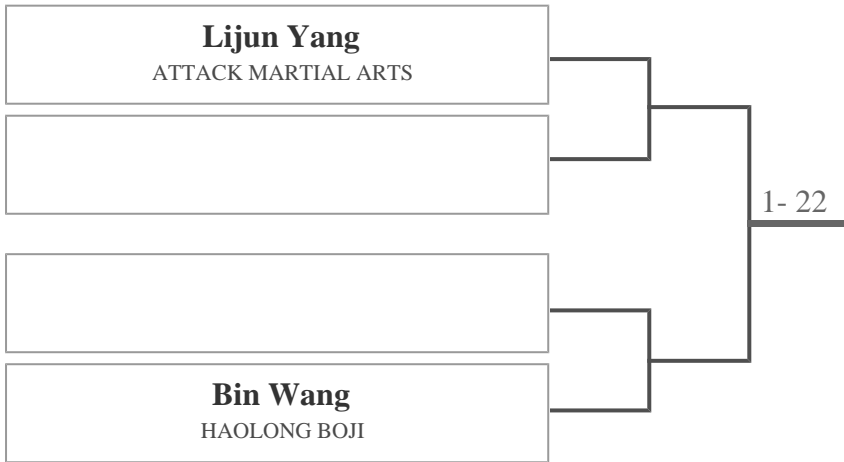 Lijun Yang
ATTACK MARTIAL ARTS
1- 22
Bin Wang
HAOLONG BOJI